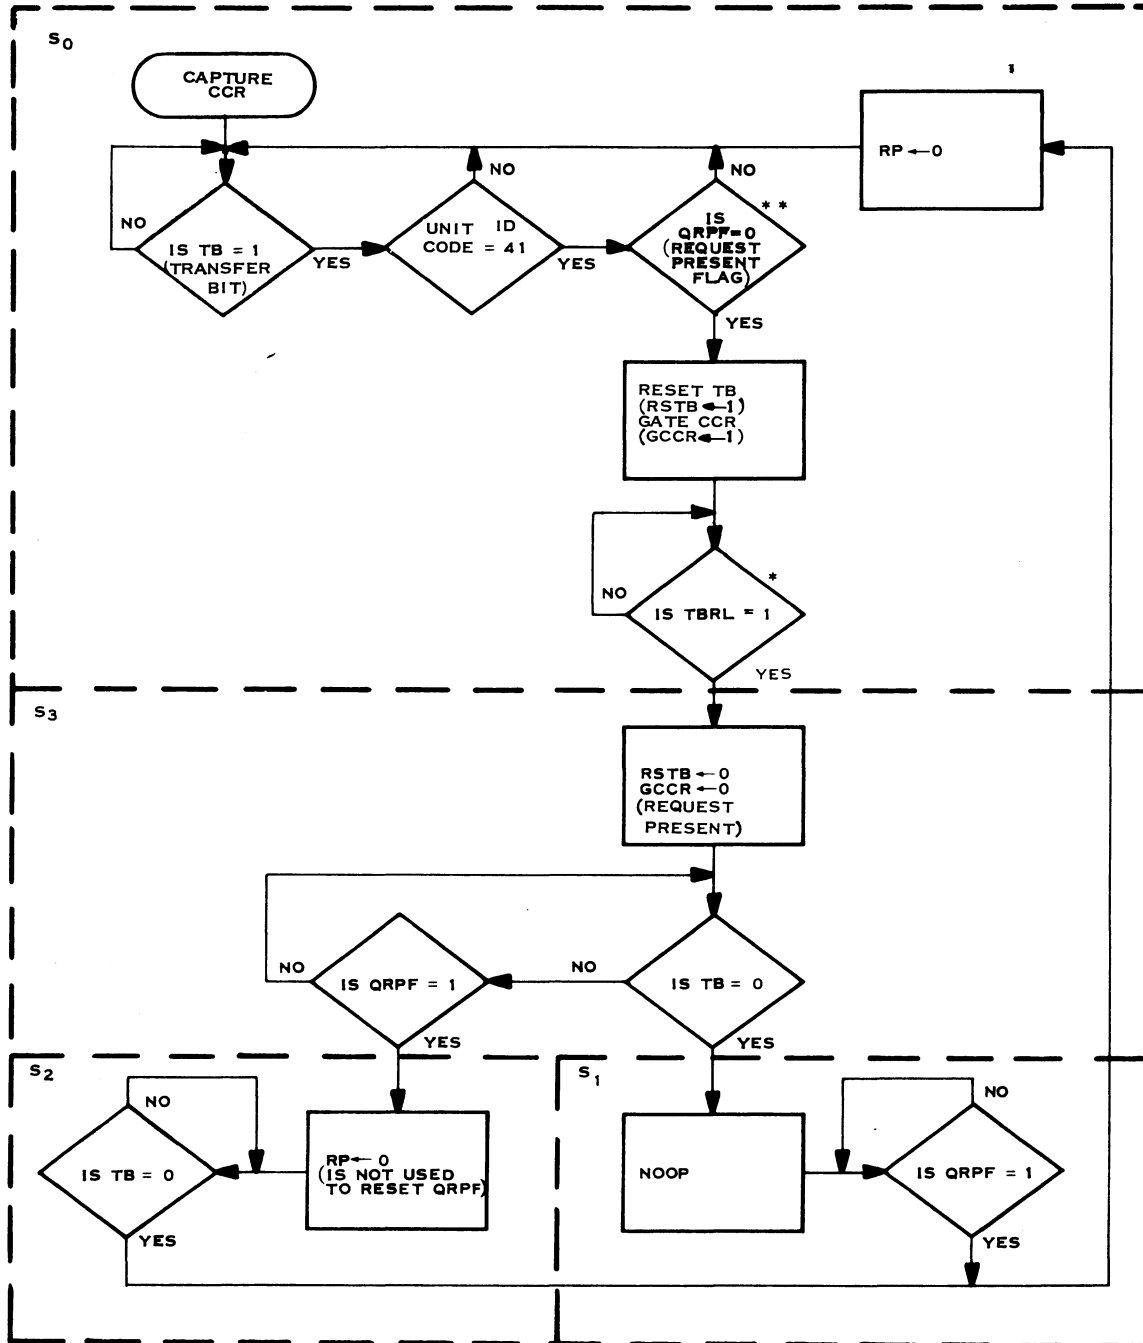 S0
CAPTURE
CCR
RP ← 0
NO
IS TB = 1
(TRANSFER
BIT)
YES
NO
UNIT ID
CODE = 41
YES
NO
**
IS
QRPF=0
(REQUEST
PRESENT
FLAG)
YES
RESET TB
(RSTB ← 1)
GATE CCR
(GCCR ← 1)
NO
*
IS TBRL = 1
YES
S3
RSTB ← 0
GCCR ← 0
(REQUEST
PRESENT)
NO
IS QRPF = 1
YES
NO
IS TB = 0
YES
S2
NO
IS TB = 0
YES
RP ← 0
(IS NOT USED
TO RESET QRPF)
S1
NOOP
NO
IS QRPF = 1
YES